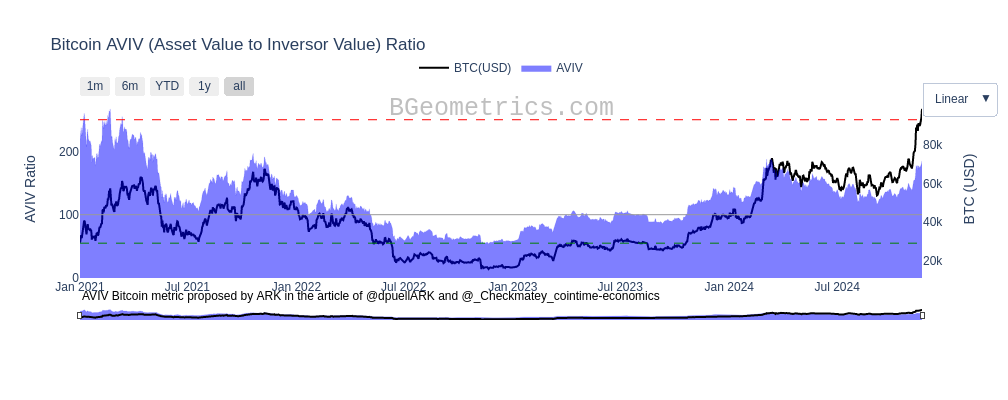 Bitcoin AVIV (Asset Value to Inversor Value) Ratio
BTC(USD) AVIV
1m 6m YTD 1y all
Linear ▼
BGeometrics.com
200
100
0
AVIV Ratio
80k
60k
40k
20k
BTC (USD)
Jan 2021 Jul 2021 Jan 2022 Jul 2022 Jan 2023 Jul 2023 Jan 2024 Jul 2024
AVIV Bitcoin metric proposed by ARK in the article of @dpuellARK and @_Checkmatey_cointime-economics